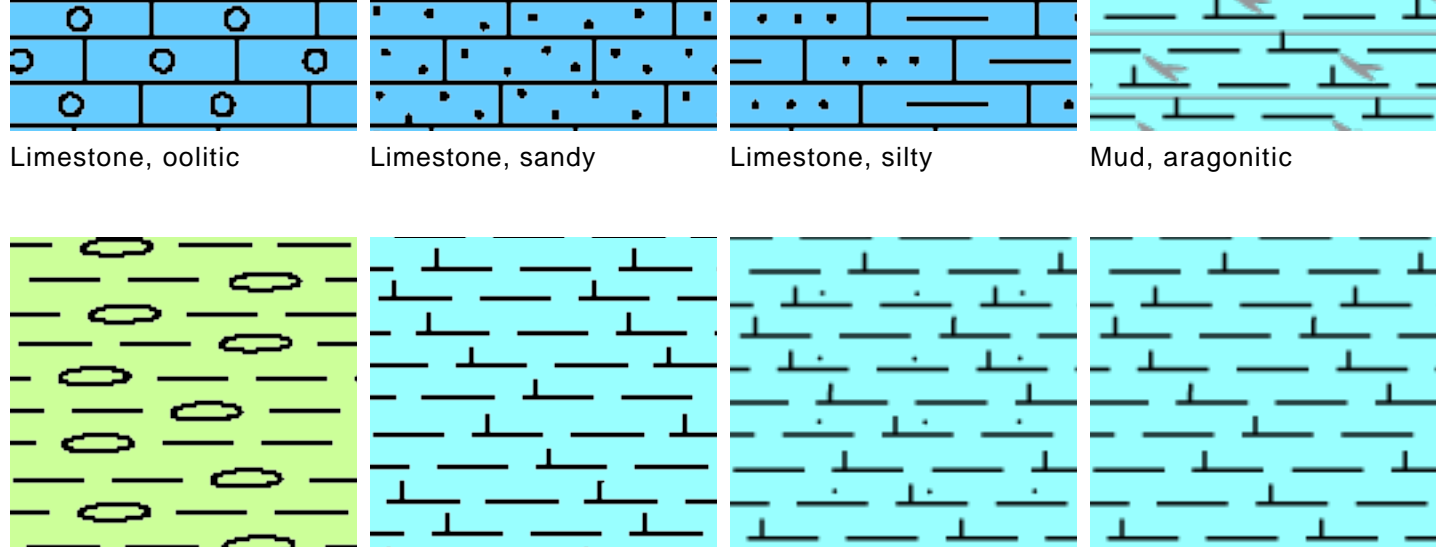 Limestone, oolitic
Limestone, sandy
Limestone, silty
Mud, aragonitic